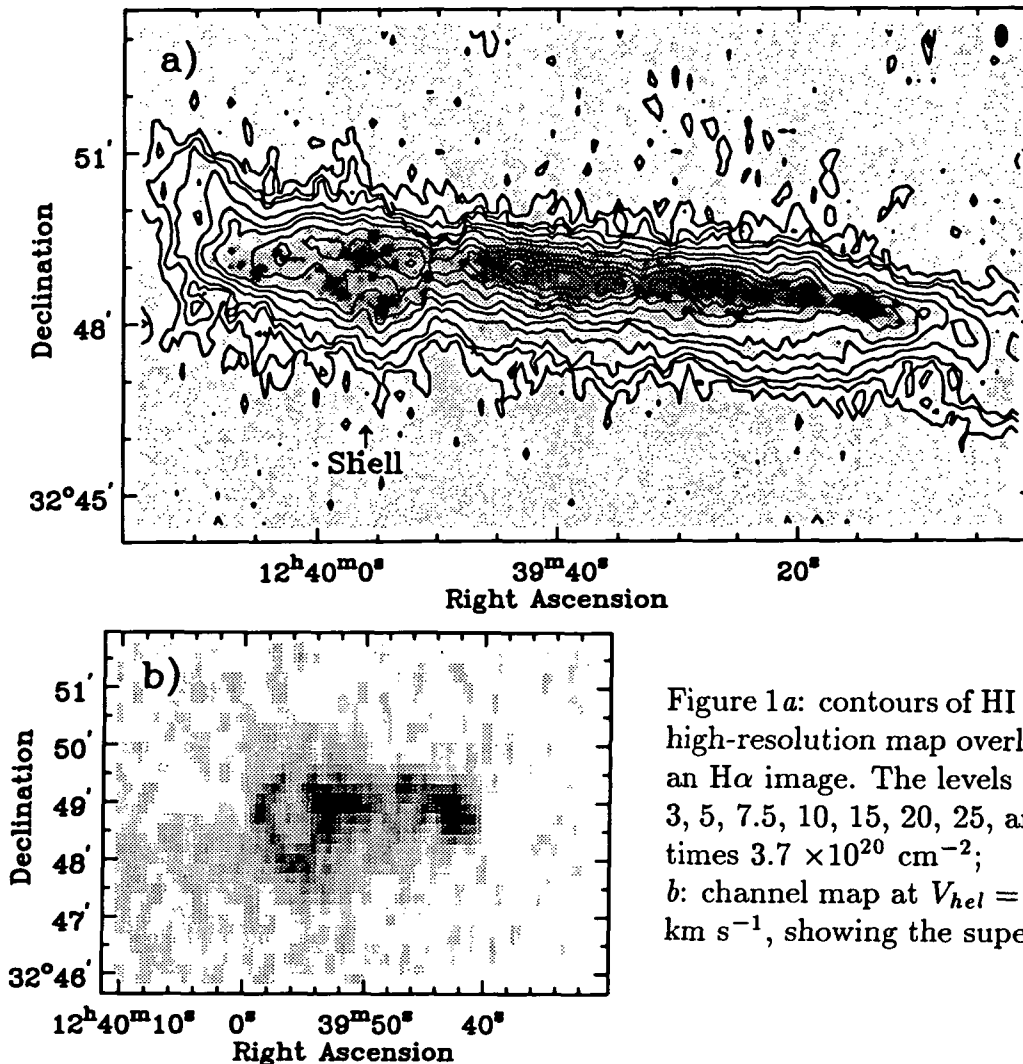 a)
51′
48′
32°45′
Declination
Shell
12ʰ40ᵐ0ˢ
39ᵐ40ˢ
20ˢ
Right Ascension
b)
51′
50′
49′
48′
47′
32°46′
Declination
12ʰ40ᵐ10ˢ
0ˢ
39ᵐ50ˢ
40ˢ
Right Ascension
Figure 1a: contours of HI
high-resolution map overl
an Hα image. The levels
3, 5, 7.5, 10, 15, 20, 25, a
times 3.7 ×10²⁰ cm⁻²;
b: channel map at V_hel =
km s⁻¹, showing the supe